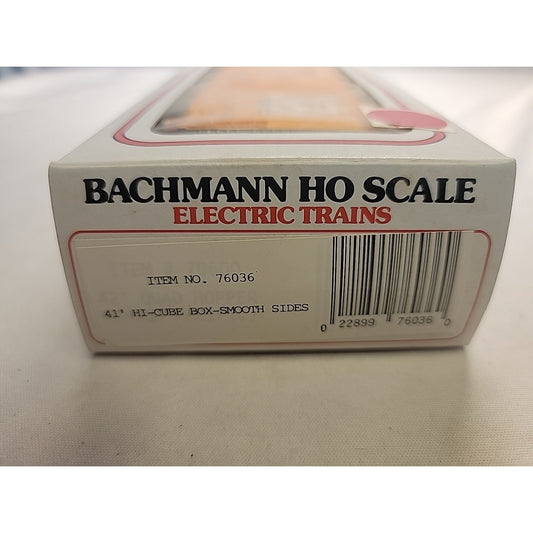 BACHMANN HO SCALE
ELECTRIC TRAINS
ITEM NO. 76036
41' HI-CUBE BOX-SMOOTH SIDES
0 22899 76036 0